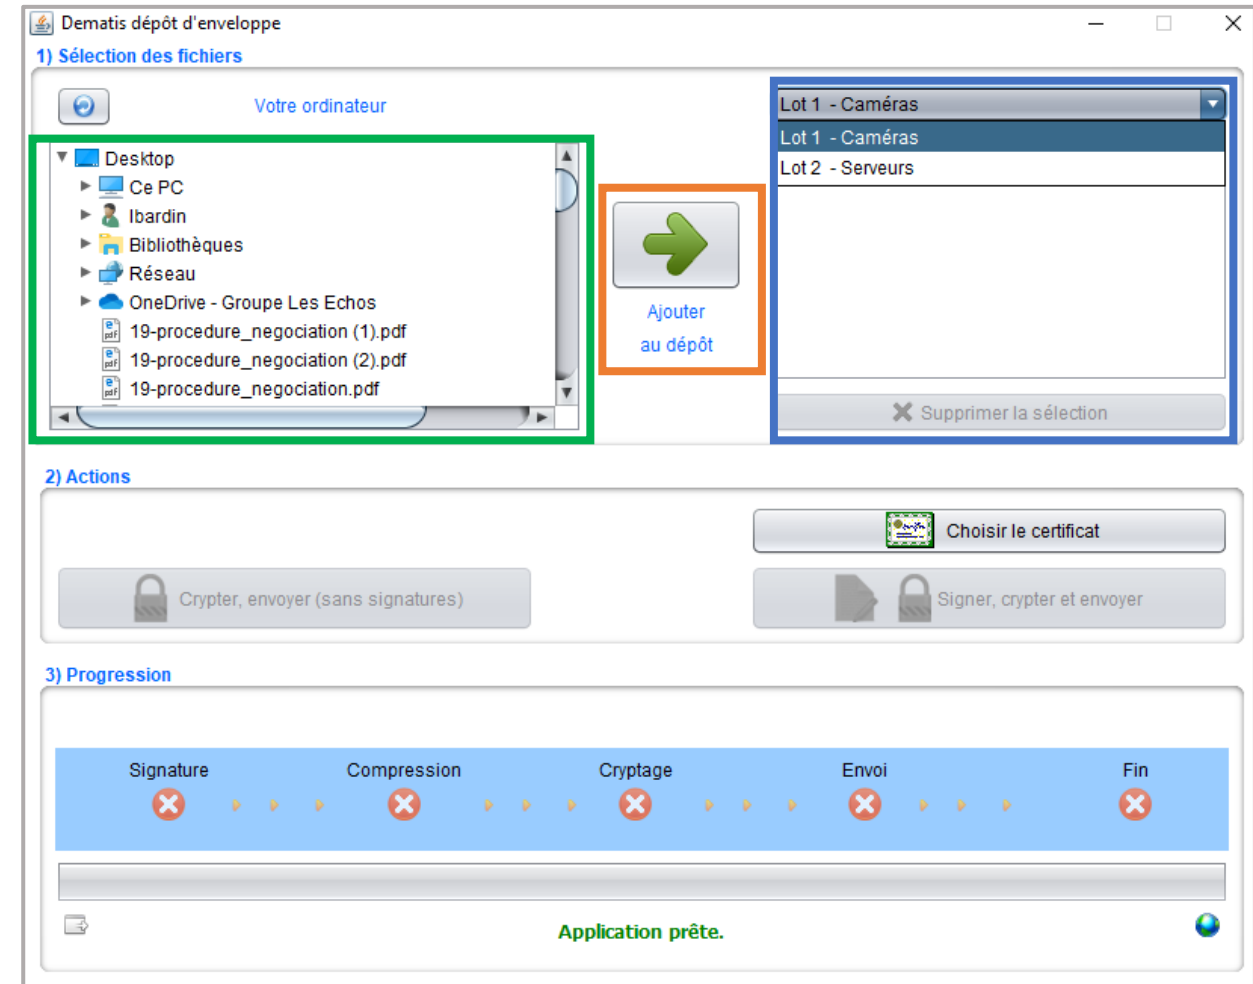 Dematis dépôt d'enveloppe
1) Sélection des fichiers
Votre ordinateur
Lot 1 - Caméras
Lot 1 - Caméras
Lot 2 - Serveurs
Desktop
Ce PC
lbardin
Bibliothèques
Réseau
OneDrive - Groupe Les Echos
19-procedure_negociation (1).pdf
19-procedure_negociation (2).pdf
19-procedure_negociation.pdf
Ajouter
au dépôt
Supprimer la sélection
2) Actions
Choisir le certificat
Crypter, envoyer (sans signatures)
Signer, crypter et envoyer
3) Progression
Signature Compression Cryptage Envoi Fin
Application prête.